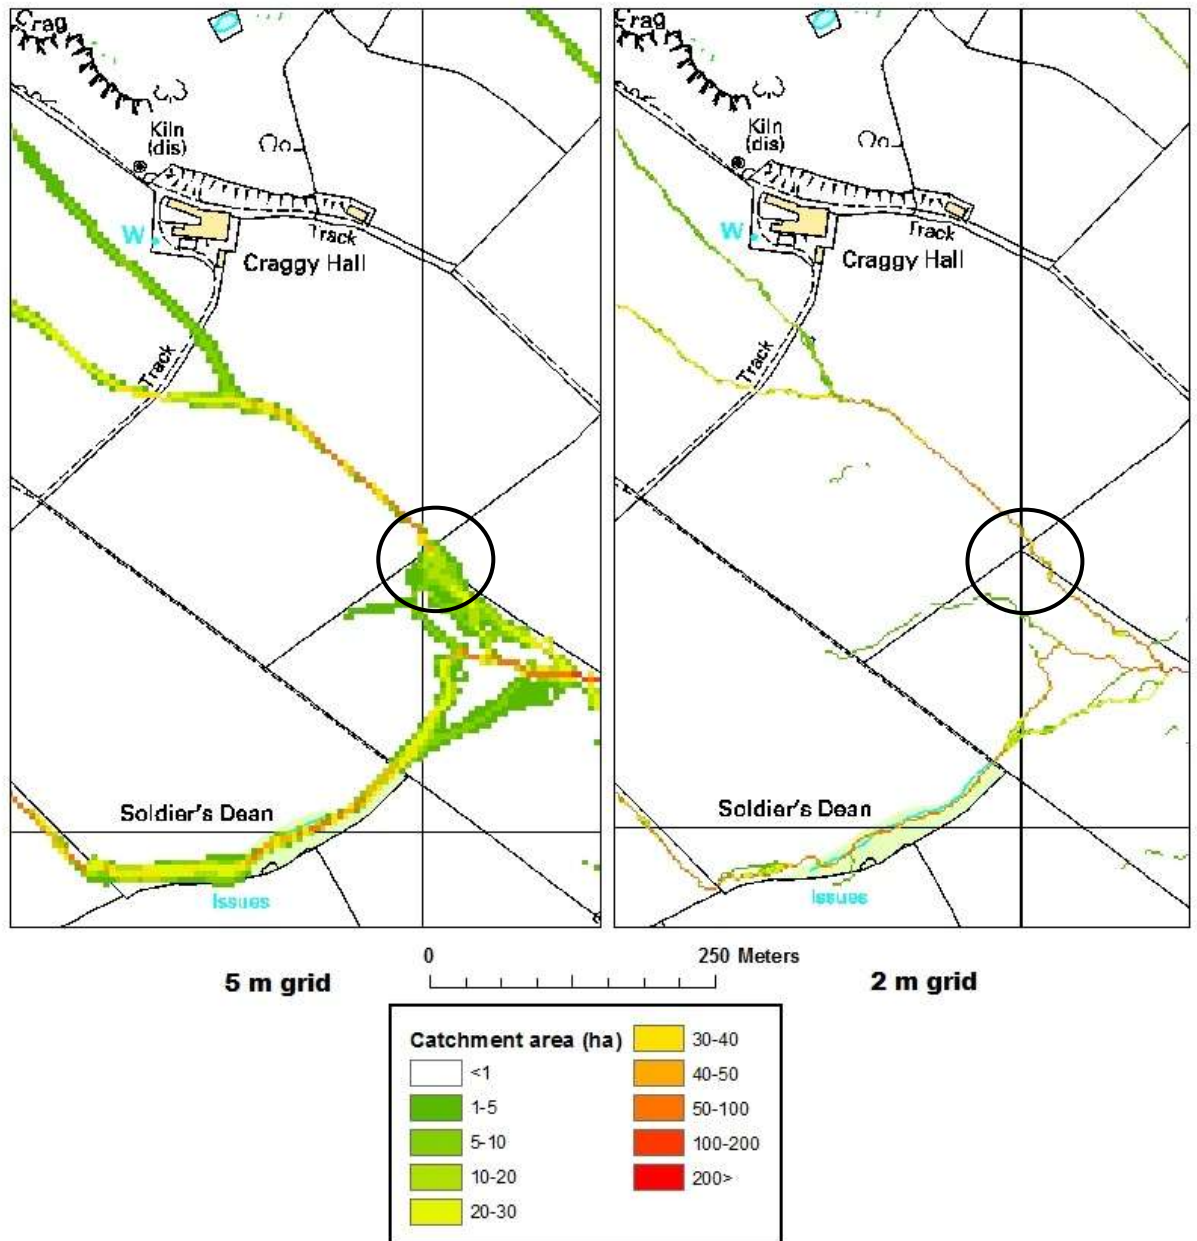 Crag
Kiln
(dis)
W
Track
Craggy Hall
Track
Soldier's Dean
Issues
Crag
Kiln
(dis)
W
Track
Craggy Hall
Track
Soldier's Dean
Issues
0 250 Meters
5 m grid
2 m grid
Catchment area (ha)
<1
1-5
5-10
10-20
20-30
30-40
40-50
50-100
100-200
200>